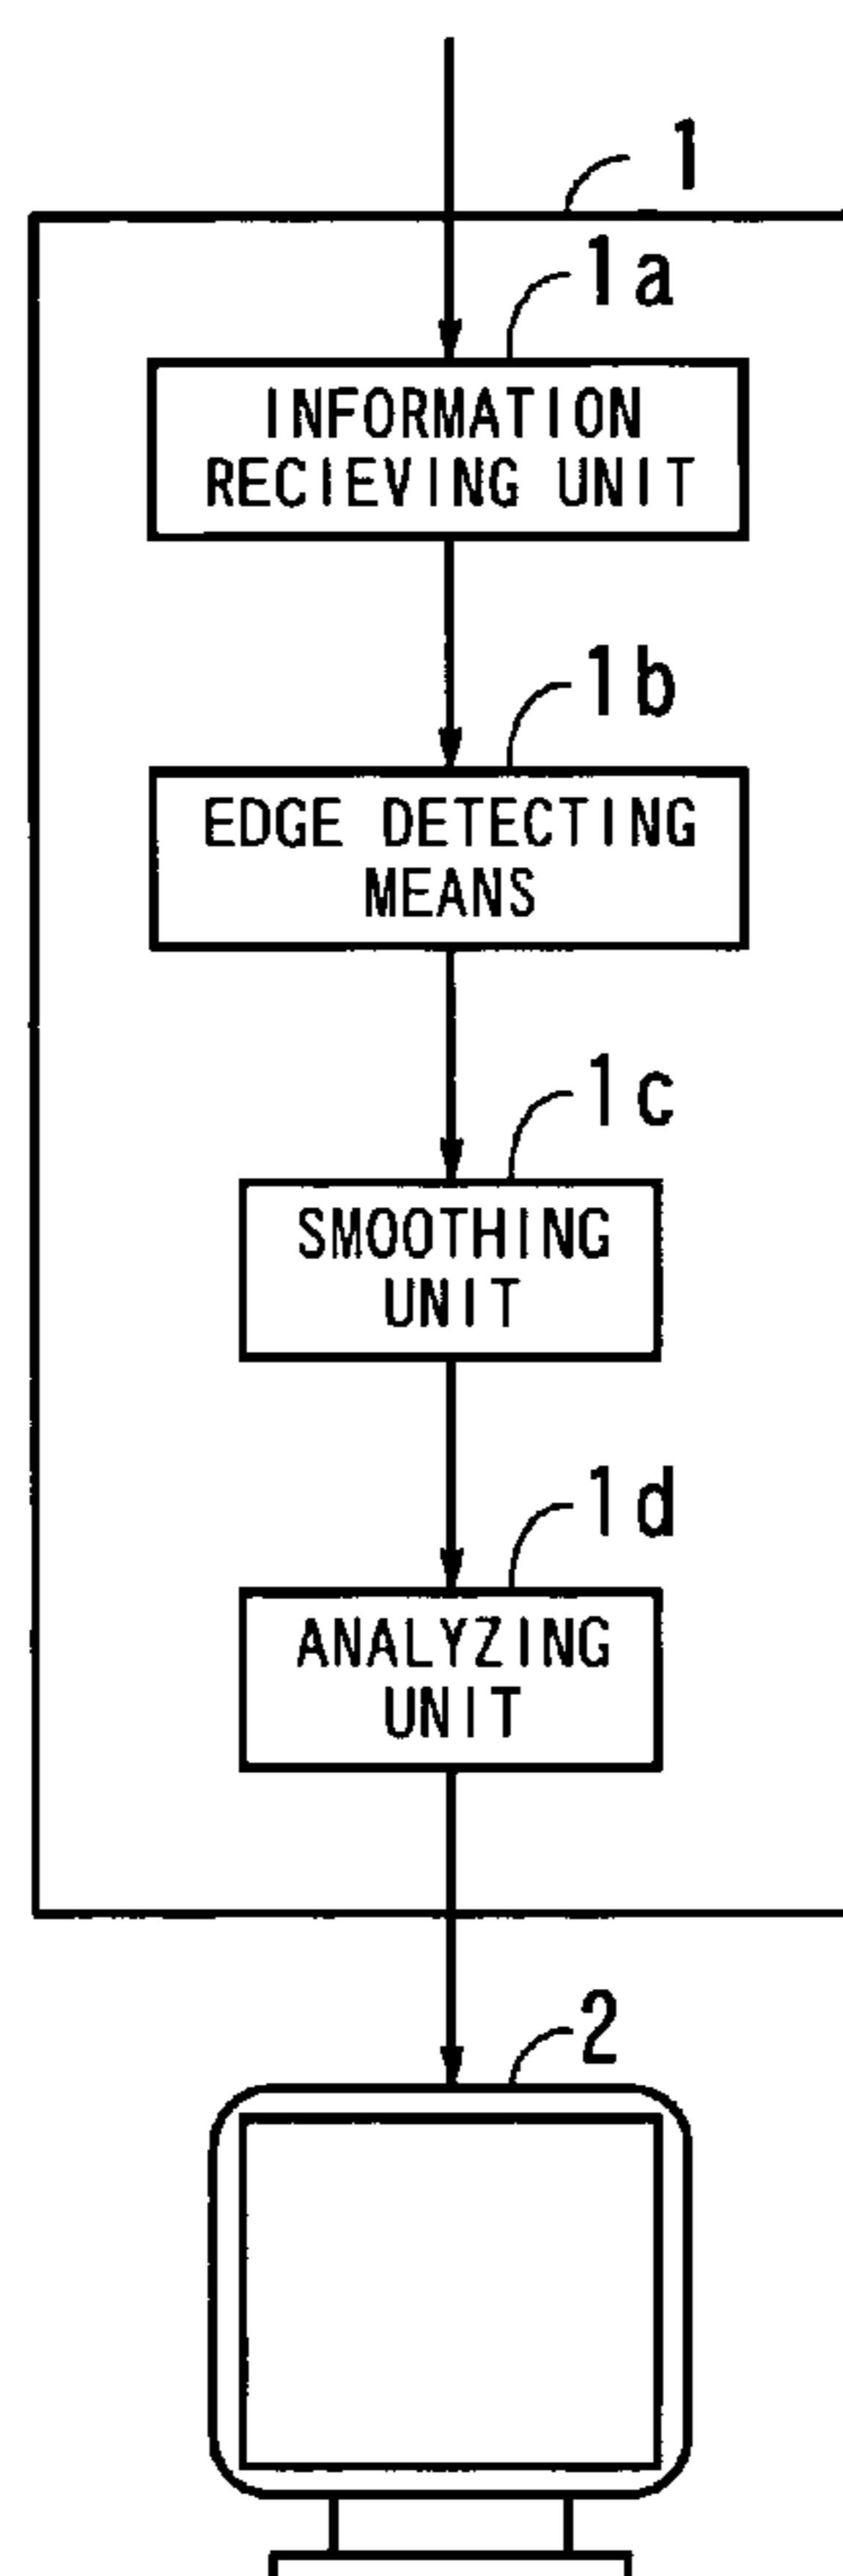 1
1a
INFORMATION
RECIEVING UNIT
1b
EDGE DETECTING
MEANS
1c
SMOOTHING
UNIT
1d
ANALYZING
UNIT
2